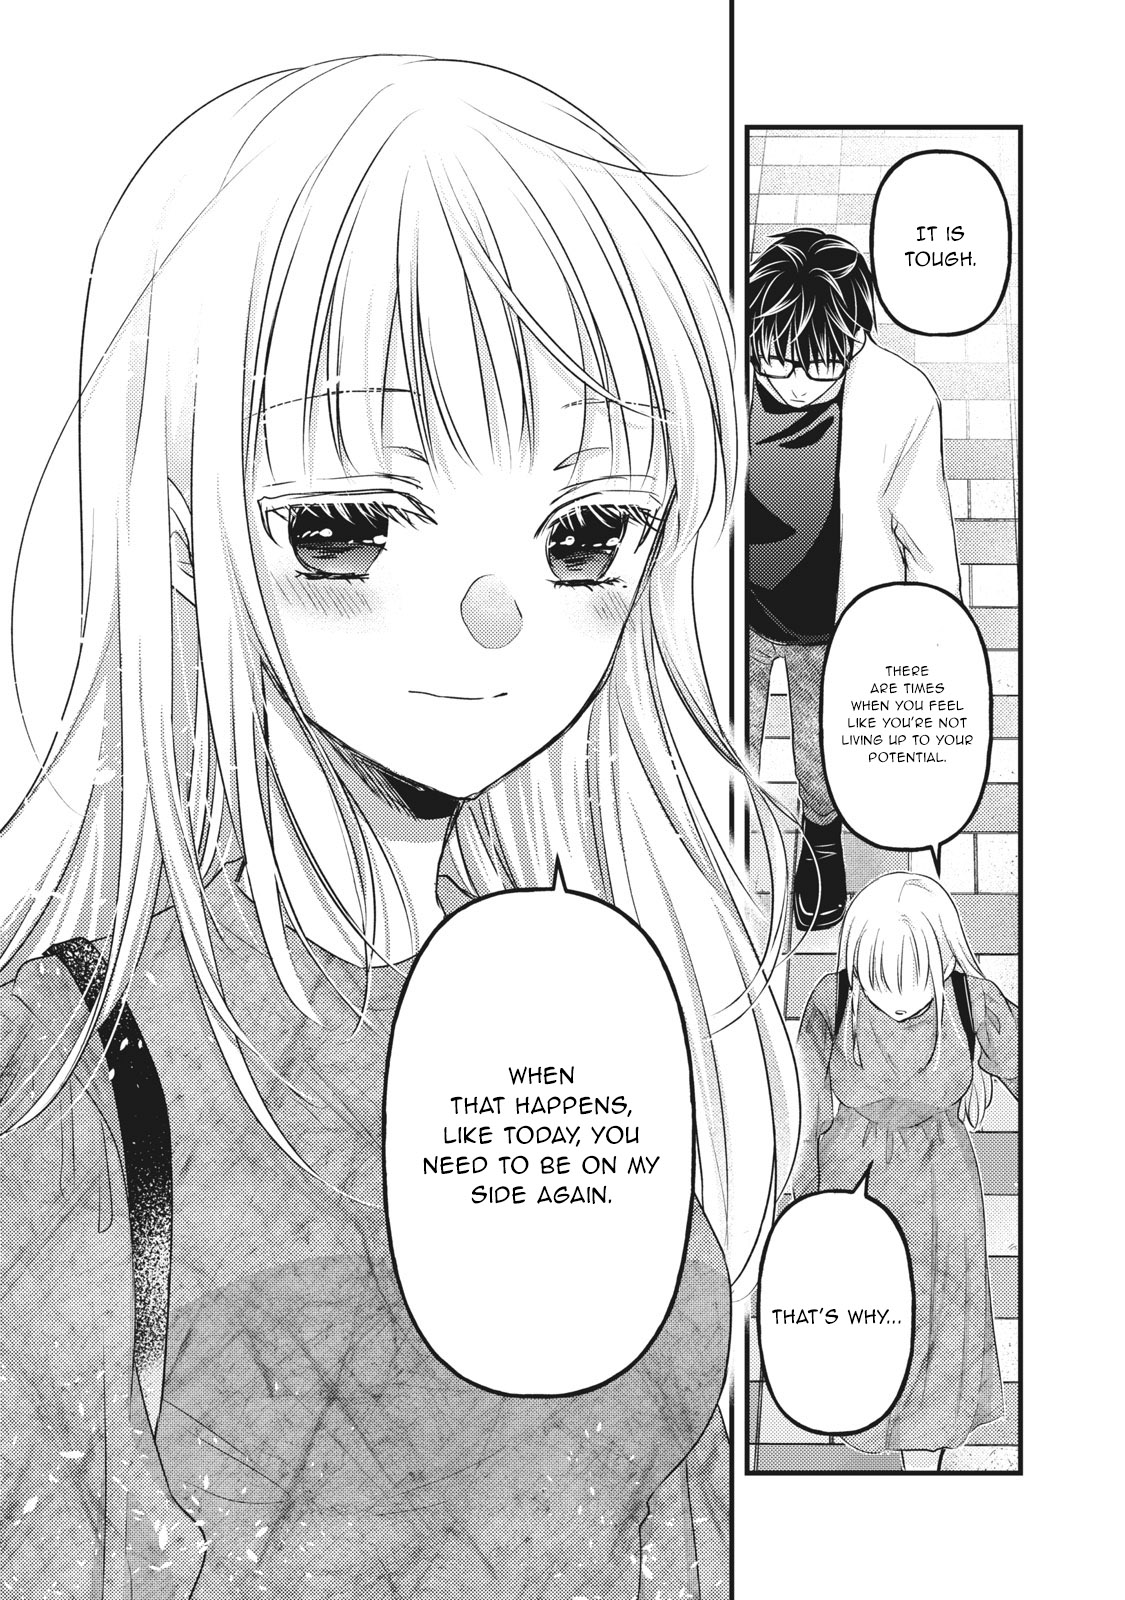 IT IS
TOUGH.
THERE
ARE TIMES
WHEN YOU FEEL
LIKE YOU'RE NOT
LIVING UP TO YOUR
POTENTIAL.
THAT'S WHY...
WHEN
THAT HAPPENS,
LIKE TODAY, YOU
NEED TO BE ON MY
SIDE AGAIN.